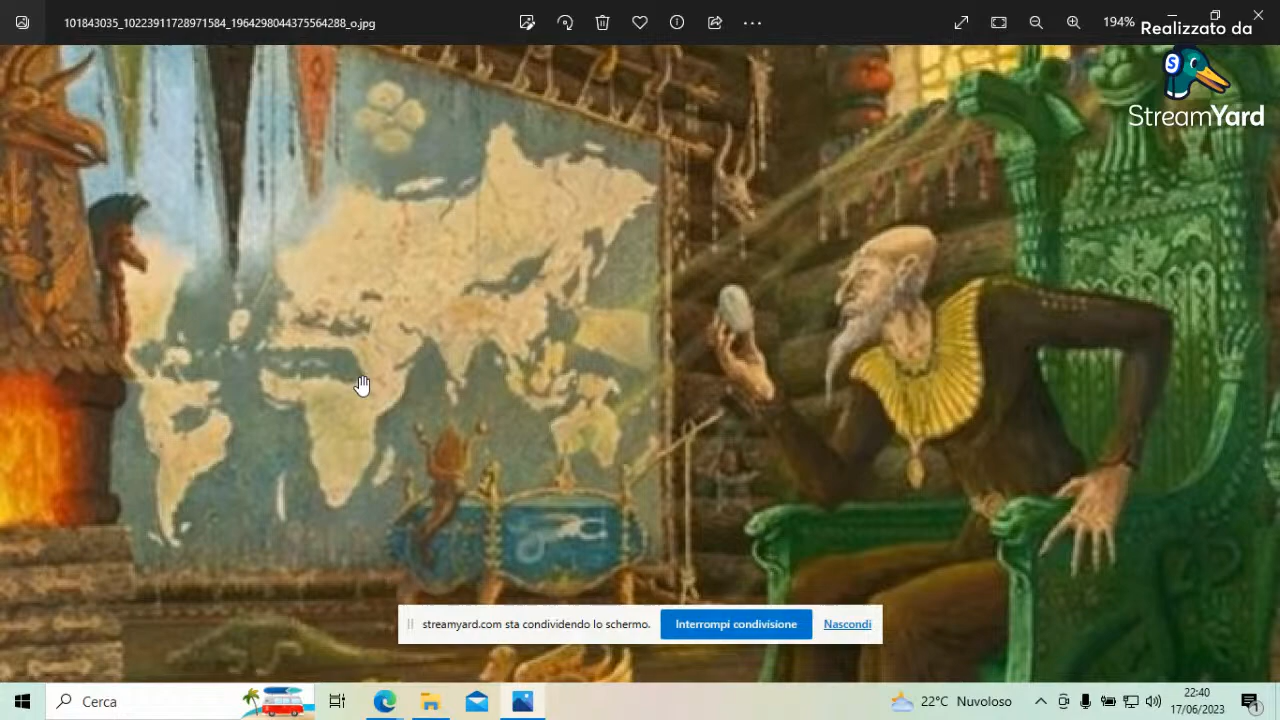 101843035_10223911728971584_1964298044375564288_o.jpg
194%
Realizzato da
StreamYard
streamyard.com sta condividendo lo schermo.
Interrompi condivisione
Nascondi
Cerca
22°C Nuvoloso
22:40
17/06/2023
1